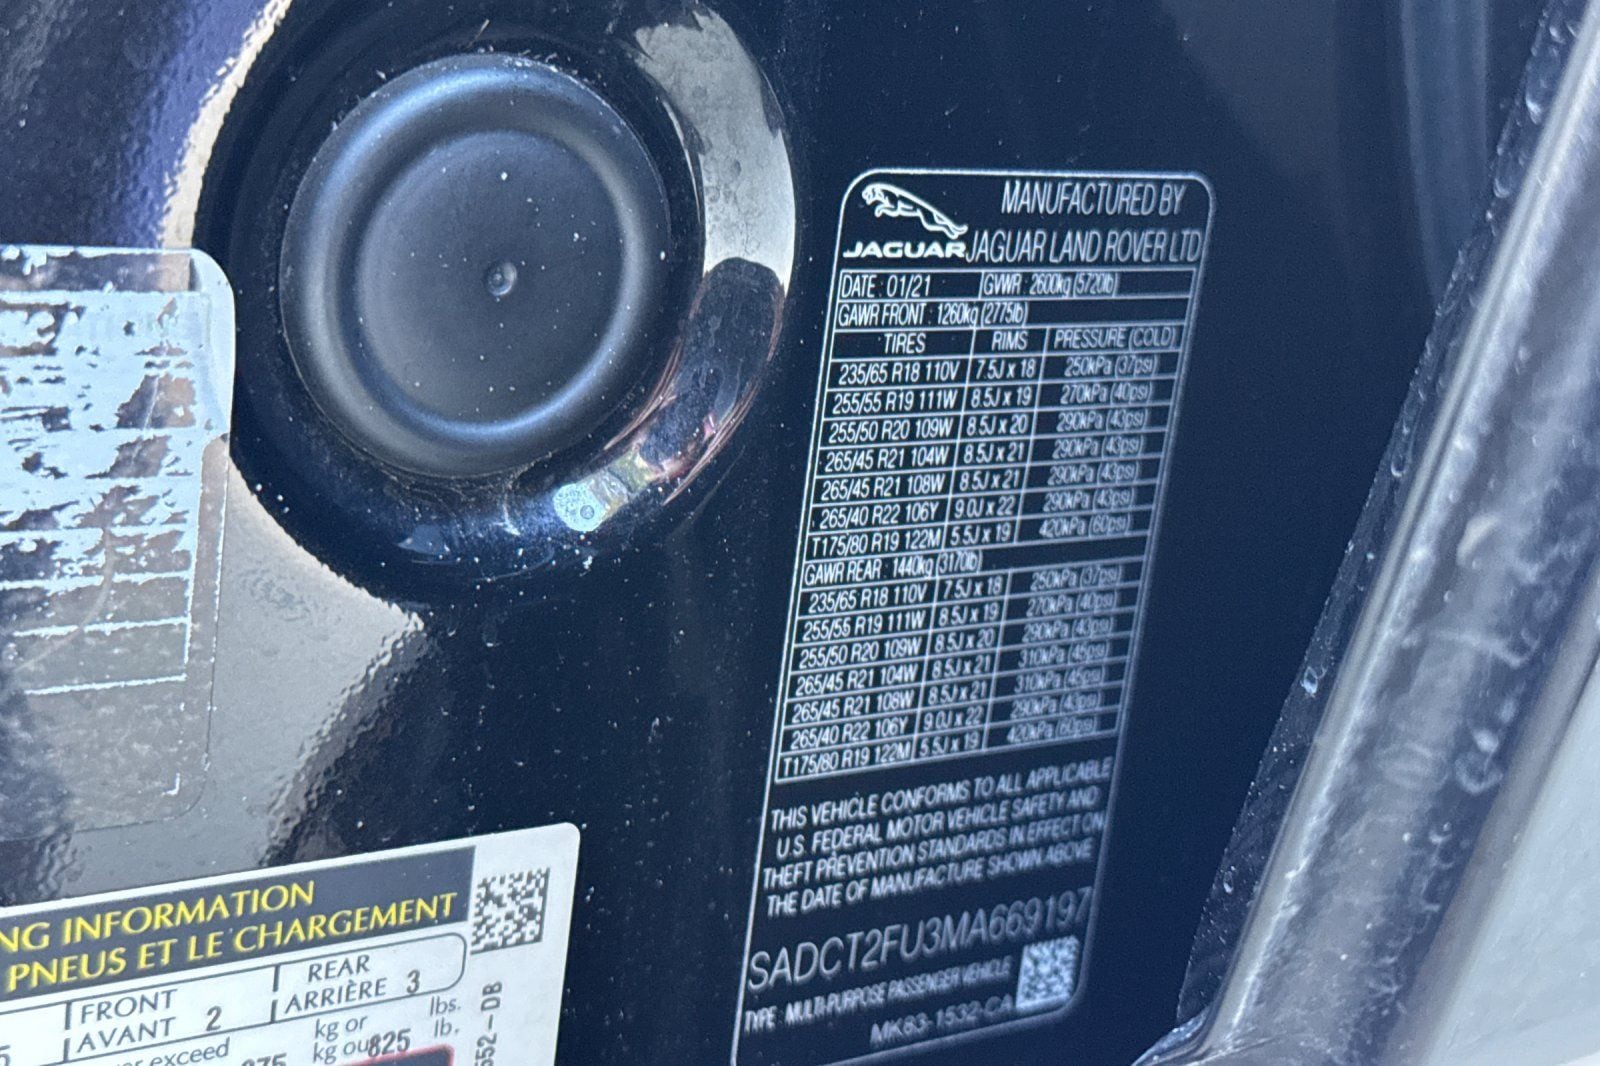 MANUFACTURED BY
JAGUAR JAGUAR LAND ROVER LTD
DATE : 01/21 GVWR : 2600kg (5720lb)
GAWR FRONT : 1260kg (2775lb)
TIRES RIMS PRESSURE (COLD)
235/65 R18 110V 7.5J x 18 250kPa (37psi)
255/55 R19 111W 8.5J x 19 270kPa (40psi)
255/50 R20 109W 8.5J x 20 290kPa (43psi)
265/45 R21 104W 8.5J x 21 290kPa (43psi)
265/45 R21 108W 8.5J x 21 290kPa (43psi)
265/40 R22 106Y 9.0J x 22 290kPa (43psi)
T175/80 R19 122M 5.5J x 19 420kPa (60psi)
GAWR REAR : 1440kg (3170lb)
235/65 R18 110V 7.5J x 18 250kPa (37psi)
255/55 R19 111W 8.5J x 19 270kPa (40psi)
255/50 R20 109W 8.5J x 20 290kPa (43psi)
265/45 R21 104W 8.5J x 21 310kPa (45psi)
265/45 R21 108W 8.5J x 21 310kPa (45psi)
265/40 R22 106Y 9.0J x 22 290kPa (43psi)
T175/80 R19 122M 5.5J x 19 420kPa (60psi)
THIS VEHICLE CONFORMS TO ALL APPLICABLE
U.S. FEDERAL MOTOR VEHICLE SAFETY AND
THEFT PREVENTION STANDARDS IN EFFECT ON
THE DATE OF MANUFACTURE SHOWN ABOVE
SADCT2FU3MA669197
TYPE : MULTI-PURPOSE PASSENGER VEHICLE
MK83-1532-CA
NG INFORMATION
PNEUS ET LE CHARGEMENT
FRONT
AVANT 2
REAR
ARRIÈRE 3
exceed
kg or lbs.
kg ou 825 lb.
552-DB